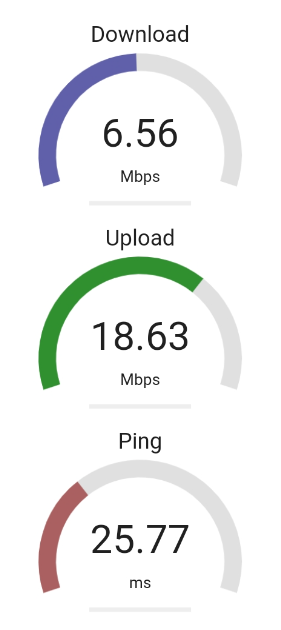 Download
6.56
Mbps
Upload
18.63
Mbps
Ping
25.77
ms